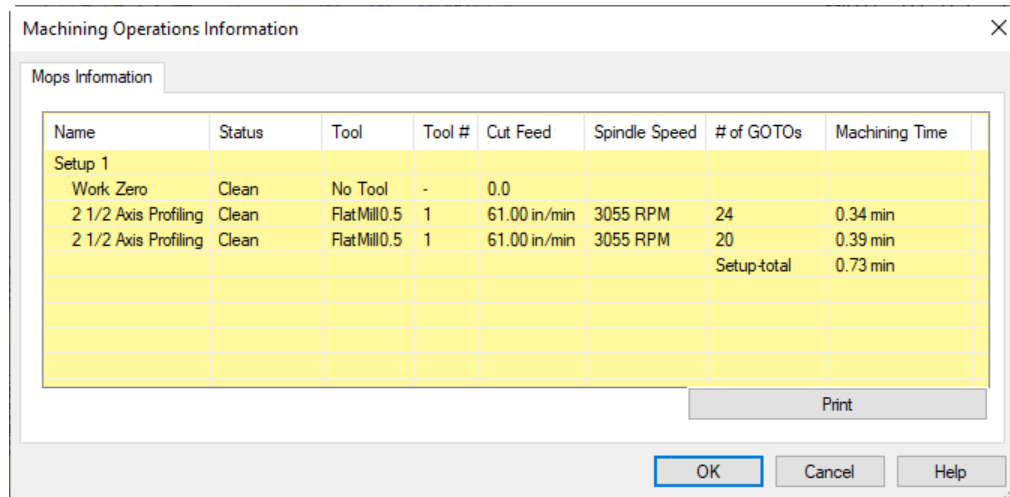 Machining Operations Information
Mops Information
Name Status Tool Tool # Cut Feed Spindle Speed # of GOTOs Machining Time
Setup 1
Work Zero Clean No Tool - 0.0
2 1/2 Axis Profiling Clean FlatMill0.5 1 61.00 in/min 3055 RPM 24 0.34 min
2 1/2 Axis Profiling Clean FlatMill0.5 1 61.00 in/min 3055 RPM 20 0.39 min
Setup-total 0.73 min
Print
OK Cancel Help